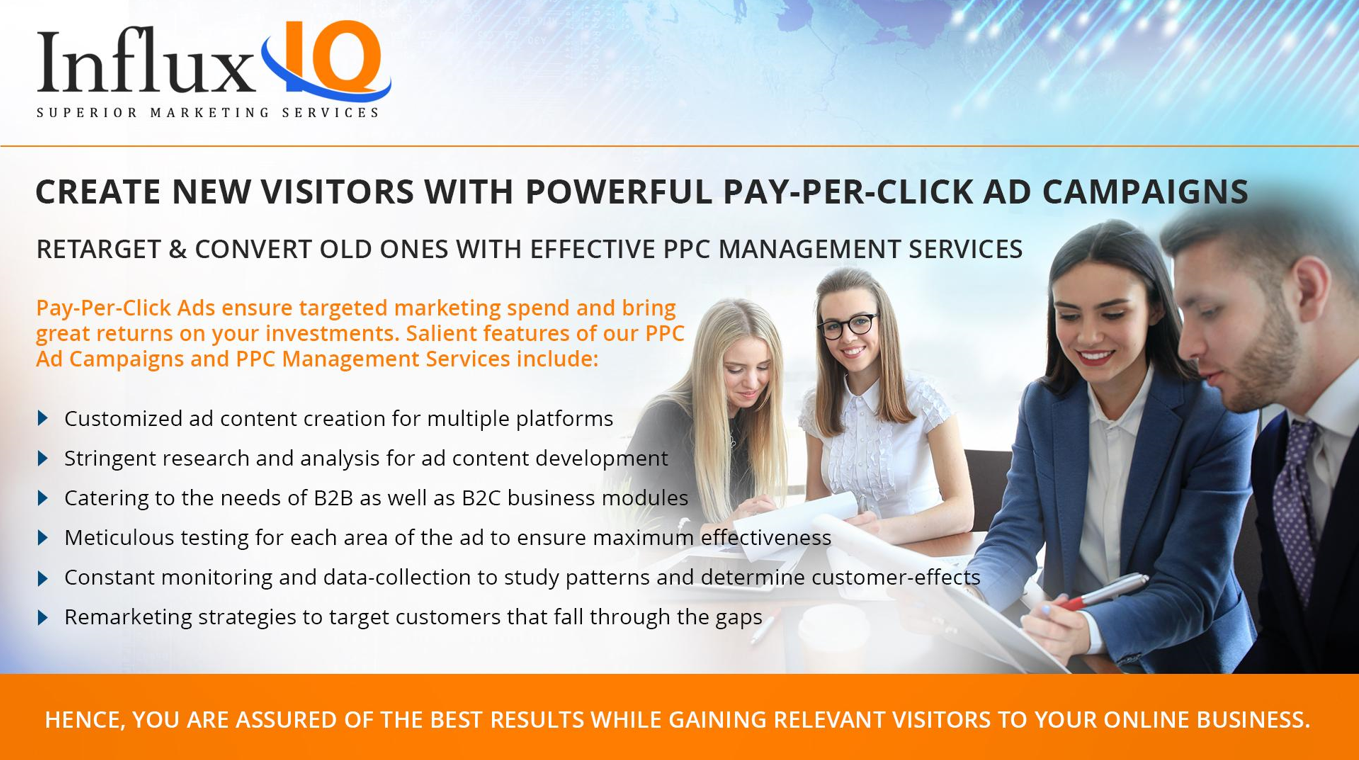 Influx IQ
SUPERIOR MARKETING SERVICES
CREATE NEW VISITORS WITH POWERFUL PAY-PER-CLICK AD CAMPAIGNS
RETARGET & CONVERT OLD ONES WITH EFFECTIVE PPC MANAGEMENT SERVICES
Pay-Per-Click Ads ensure targeted marketing spend and bring
great returns on your investments. Salient features of our PPC
Ad Campaigns and PPC Management Services include:
Customized ad content creation for multiple platforms
Stringent research and analysis for ad content development
Catering to the needs of B2B as well as B2C business modules
Meticulous testing for each area of the ad to ensure maximum effectiveness
Constant monitoring and data-collection to study patterns and determine customer-effects
Remarketing strategies to target customers that fall through the gaps
HENCE, YOU ARE ASSURED OF THE BEST RESULTS WHILE GAINING RELEVANT VISITORS TO YOUR ONLINE BUSINESS.